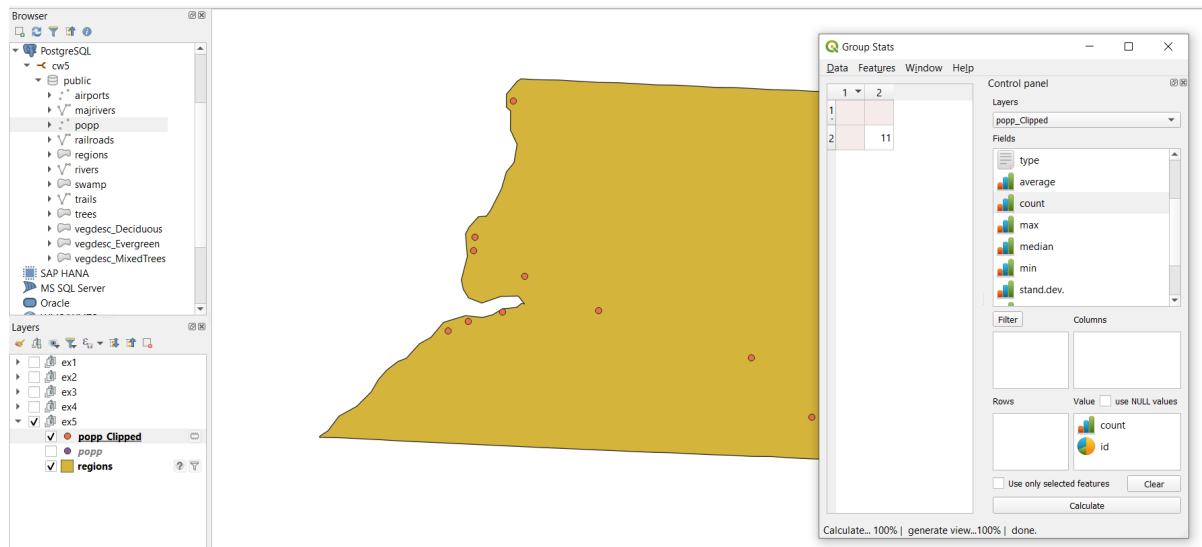 Browser
PostgreSQL
cw5
public
airports
majrivers
popp
railroads
regions
rivers
swamp
trails
trees
vegdesc_Deciduous
vegdesc_Evergreen
vegdesc_MixedTrees
SAP HANA
MS SQL Server
Oracle
Layers
ex1
ex2
ex3
ex4
ex5
popp_Clipped
popp
regions
?
Group Stats
Data Features Window Help
1 2
1
2 11
Control panel
Layers
popp_Clipped
Fields
type
average
count
max
median
min
stand.dev.
Filter Columns
Rows Value use NULL values
count
id
Use only selected features Clear
Calculate
Calculate... 100% | generate view...100% | done.